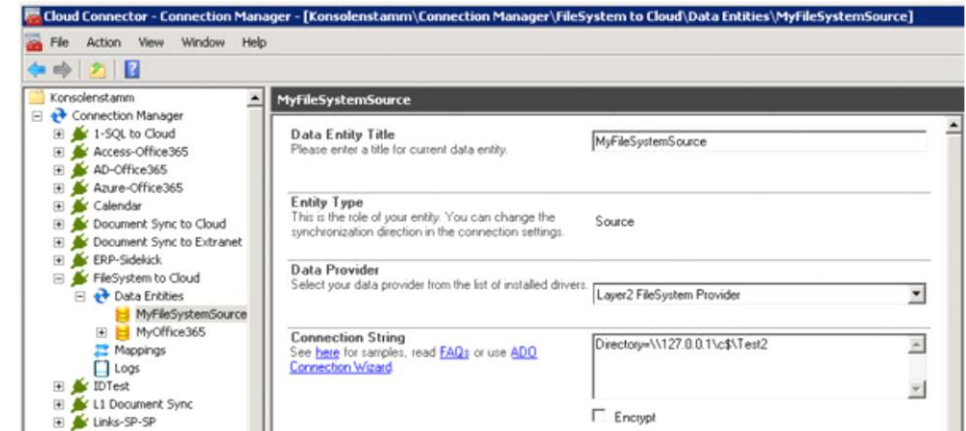 Cloud Connector - Connection Manager - [Konsolenstamm\Connection Manager\FileSystem to Cloud\Data Entities\MyFileSystemSource]
File Action View Window Help
Konsolenstamm
Connection Manager
1-SQL to Cloud
Access-Office365
AD-Office365
Azure-Office365
Calendar
Document Sync to Cloud
Document Sync to Extranet
ERP-Sidekick
FileSystem to Cloud
Data Entities
MyFileSystemSource
MyOffice365
Mappings
Logs
IDTest
L1 Document Sync
Links-SP-SP
MyFileSystemSource
Data Entity Title
Please enter a title for current data entity.
MyFileSystemSource
Entity Type
This is the role of your entity. You can change the
synchronization direction in the connection settings.
Source
Data Provider
Select your data provider from the list of installed drivers.
Layer2 FileSystem Provider
Connection String
See here for samples, read FAQs or use ADO
Connection Wizard.
Directory=\\127.0.0.1\c$\Test2
Encrypt